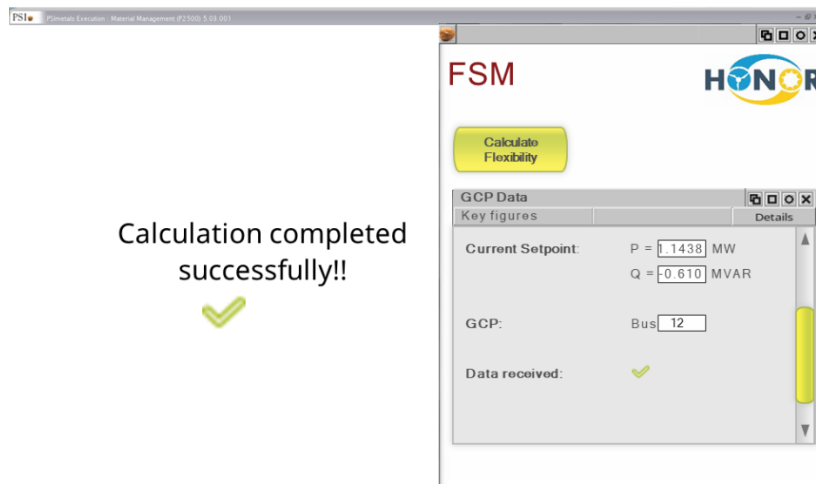 PSI PSImetals Execution : Material Management (P2500) 5.03.001
FSM
HONOR
Calculate
Flexibility
GCP Data
Key figures Details
Current Setpoint: P = 1.1438 MW
Q = -0.610 MVAR
GCP: Bus 12
Data received:
Calculation completed
successfully!!